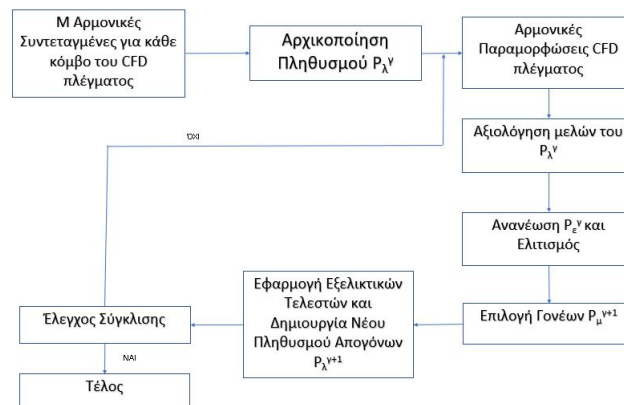 Μ Αρμονικές
Συντεταγμένες για κάθε
κόμβο του CFD
πλέγματος
Αρχικοποίηση
Πληθυσμού Pλγ
Αρμονικές
Παραμορφώσεις CFD
πλέγματος
ΌΧΙ
Αξιολόγηση μελών του
Pλγ
Ανανέωση Pεγ και
Ελιτισμός
Επιλογή Γονέων Pμγ+1
Εφαρμογή Εξελικτικών
Τελεστών και
Δημιουργία Νέου
Πληθυσμού Απογόνων
Pλγ+1
Έλεγχος Σύγκλισης
ΝΑΙ
Τέλος